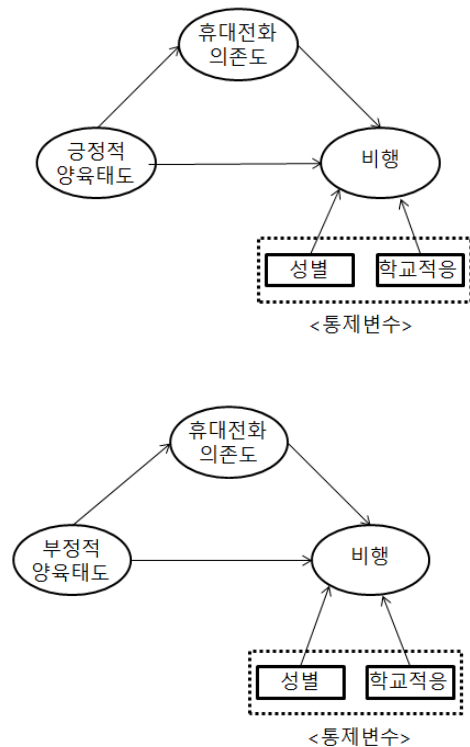 휴대전화
의존도
긍정적
양육태도
비행
성별 학교적응
<통제변수>
휴대전화
의존도
부정적
양육태도
비행
성별 학교적응
<통제변수>